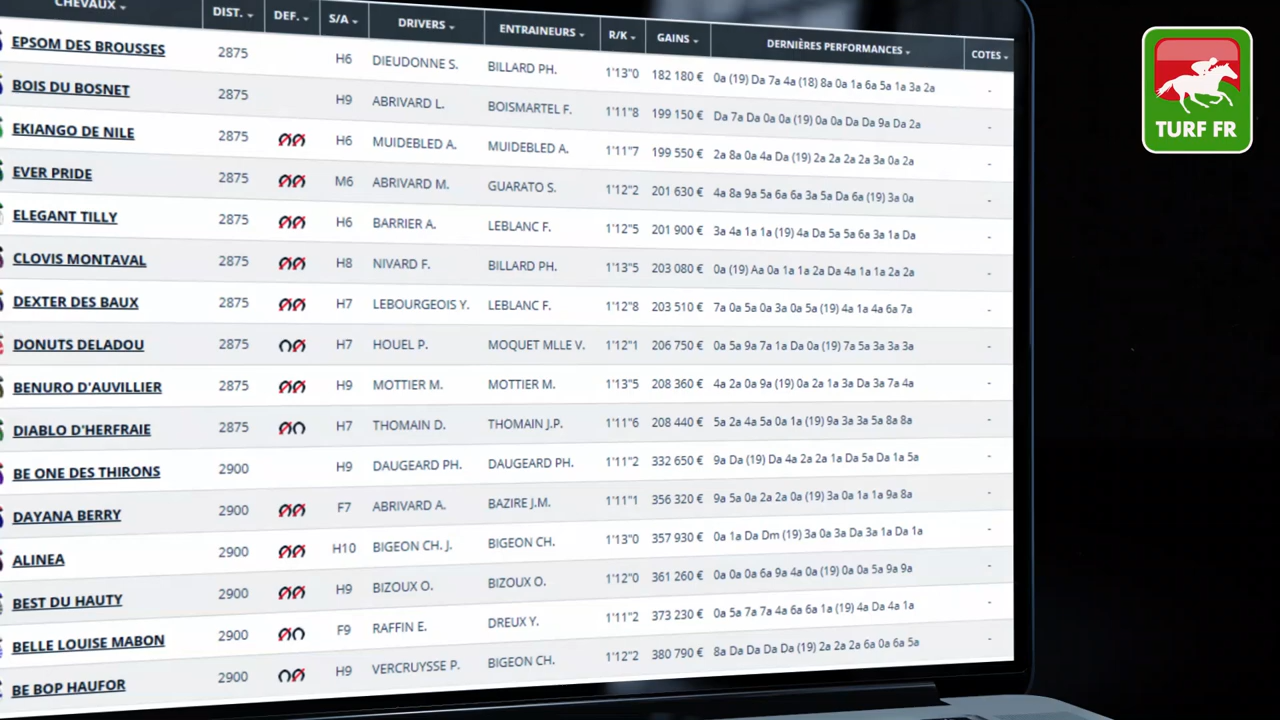 CHEVAUX DIST. DEF. S/A DRIVERS ENTRAINEURS R/K GAINS DERNIÈRES PERFORMANCES COTES
EPSOM DES BROUSSES 2875 H6 DIEUDONNE S. BILLARD PH. 1'13"0 182 180 € 0a (19) Da 7a 4a (18) 8a 0a 1a 6a 5a 1a 3a 2a -
BOIS DU BOSNET 2875 H9 ABRIVARD L. BOISMARTEL F. 1'11"8 199 150 € Da 7a Da 0a 0a (19) 0a 0a Da Da 9a Da 2a -
EKIANGO DE NILE 2875 H6 MUIDEBLED A. MUIDEBLED A. 1'11"7 199 550 € 2a 8a 0a 4a Da (19) 2a 2a 2a 2a 3a 0a 2a -
EVER PRIDE 2875 M6 ABRIVARD M. GUARATO S. 1'12"2 201 630 € 4a 8a 9a 5a 6a 6a 3a 5a Da 6a (19) 3a 0a -
ELEGANT TILLY 2875 H6 BARRIER A. LEBLANC F. 1'12"5 201 900 € 3a 4a 1a 1a (19) 4a Da 5a 5a 6a 3a 1a Da -
CLOVIS MONTAVAL 2875 H8 NIVARD F. BILLARD PH. 1'13"5 203 080 € 0a (19) Aa 0a 1a 1a 2a Da 4a 1a 1a 2a 2a -
DEXTER DES BAUX 2875 H7 LEBOURGEOIS Y. LEBLANC F. 1'12"8 203 510 € 7a 0a 5a 0a 3a 0a 5a (19) 4a 1a 4a 6a 7a -
DONUTS DELADOU 2875 H7 HOUEL P. MOQUET MLLE V. 1'12"1 206 750 € 0a 5a 9a 7a 1a Da 0a (19) 7a 5a 3a 3a 3a -
BENURO D'AUVILLIER 2875 H9 MOTTIER M. MOTTIER M. 1'13"5 208 360 € 4a 2a 0a 9a (19) 0a 2a 1a 3a Da 3a 7a 4a -
DIABLO D'HERFRAIE 2875 H7 THOMAIN D. THOMAIN J.P. 1'11"6 208 440 € 5a 2a 4a 5a 0a 1a (19) 9a 3a 3a 5a 8a 8a -
BE ONE DES THIRONS 2900 H9 DAUGEARD PH. DAUGEARD PH. 1'11"2 332 650 € 9a Da (19) Da 4a 2a 2a 1a Da 5a Da 1a 5a -
DAYANA BERRY 2900 F7 ABRIVARD A. BAZIRE J.M. 1'11"1 356 320 € 9a 5a 0a 2a 2a 0a (19) 3a 0a 1a 1a 9a 8a -
ALINEA 2900 H10 BIGEON CH. J. BIGEON CH. 1'13"0 357 930 € 0a 1a Da Dm (19) 3a 0a 3a Da 3a 1a Da 1a -
BEST DU HAUTY 2900 H9 BIZOUX O. BIZOUX O. 1'12"0 361 260 € 0a 0a 0a 6a 9a 4a 0a (19) 0a 0a 5a 9a 9a -
BELLE LOUISE MABON 2900 F9 RAFFIN E. DREUX Y. 1'11"2 373 230 € 0a 5a 7a 7a 4a 6a 6a 1a (19) 4a Da 4a 1a -
BE BOP HAUFOR 2900 H9 VERCRUYSSE P. BIGEON CH. 1'12"2 380 790 € 8a Da Da Da Da (19) 2a 2a 2a 6a 0a 6a 5a -
TURF FR